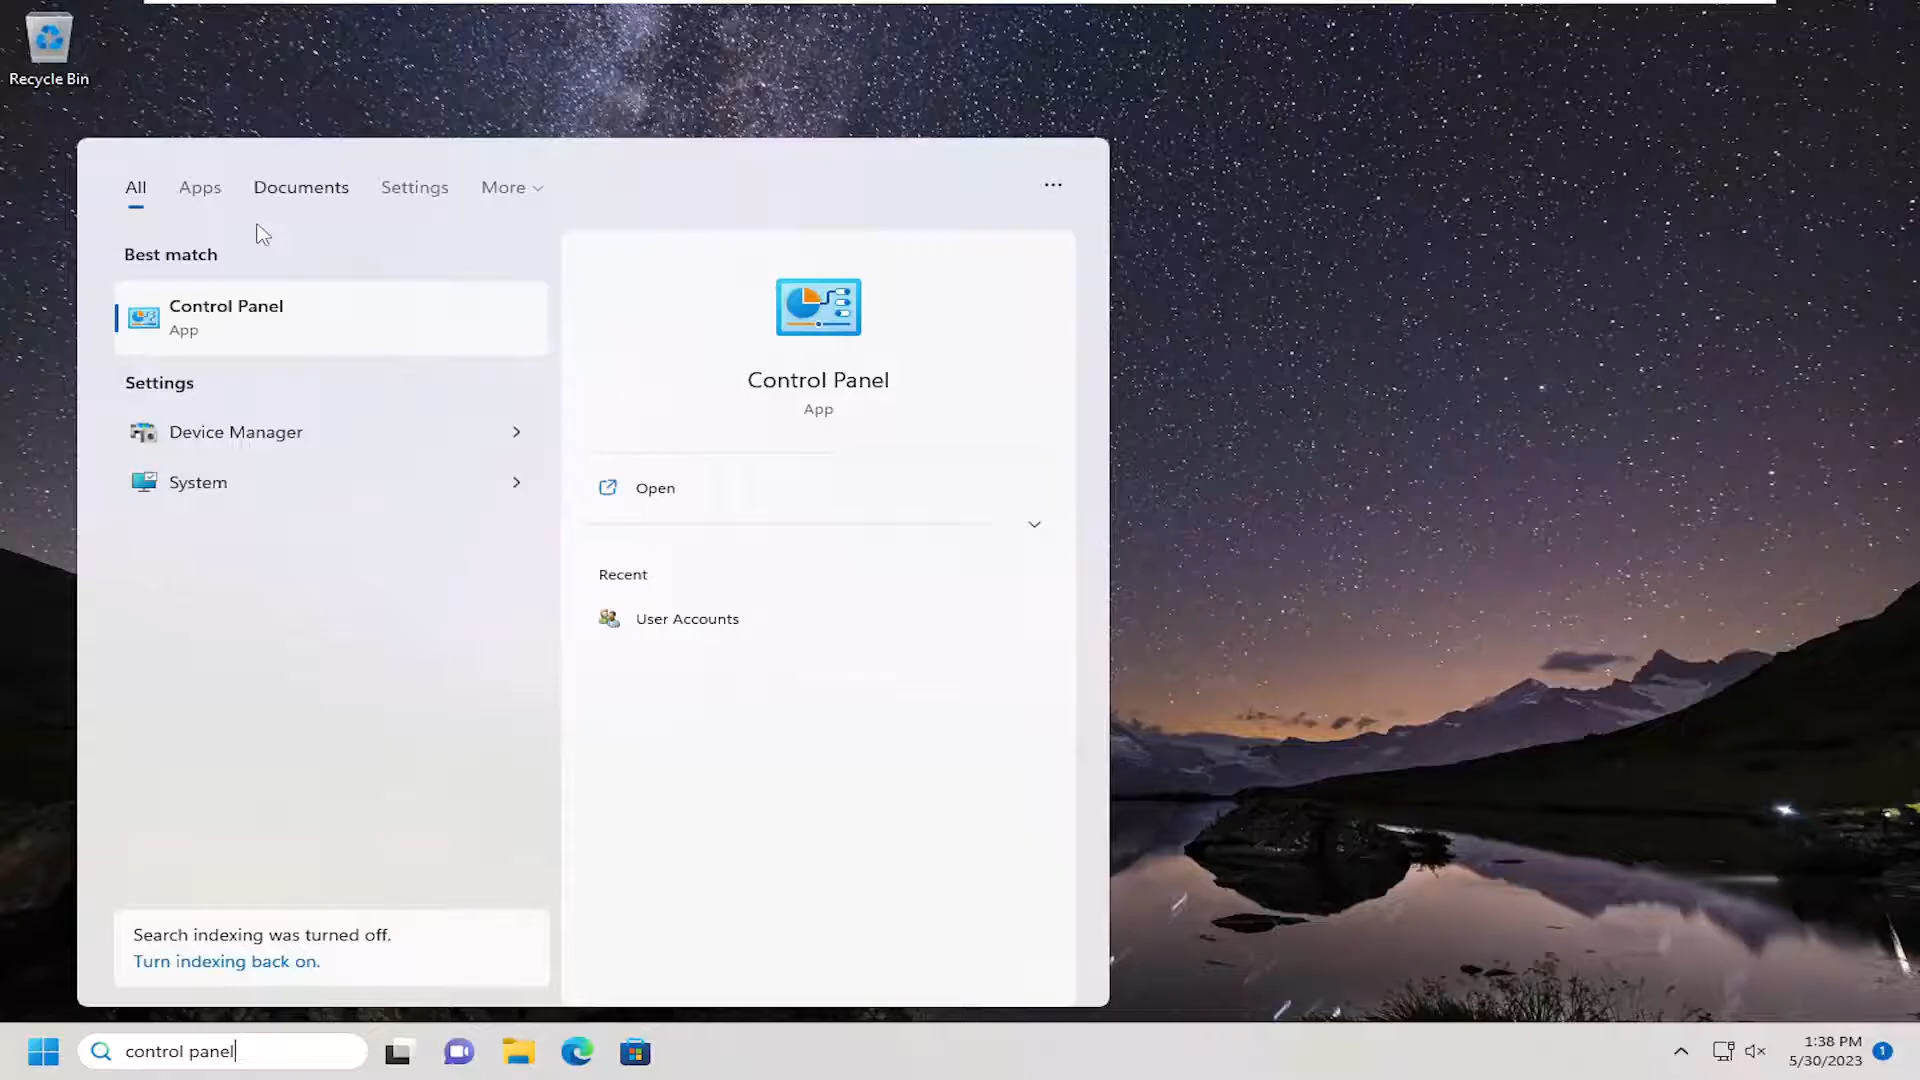 Recycle Bin
All Apps Documents Settings More
Best match
Control Panel
App
Settings
Device Manager
System
Search indexing was turned off.
Turn indexing back on.
Control Panel
App
Open
Recent
User Accounts
control panel
1:38 PM
5/30/2023
1